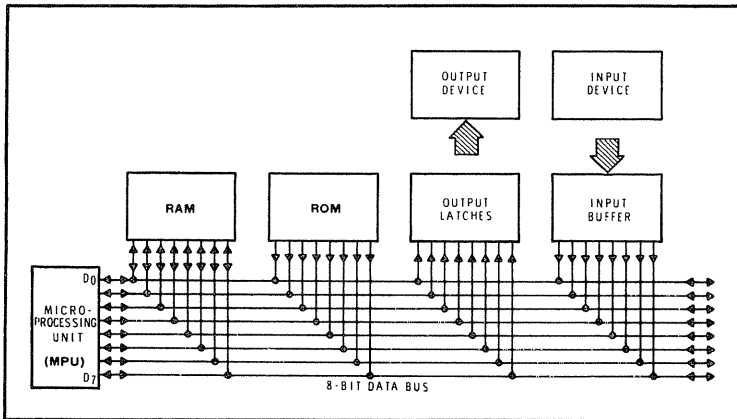 OUTPUT
DEVICE
INPUT
DEVICE
RAM
ROM
OUTPUT
LATCHES
INPUT
BUFFER
D0
MICRO-
PROCESSING
UNIT
(MPU)
D7
8-BIT DATA BUS